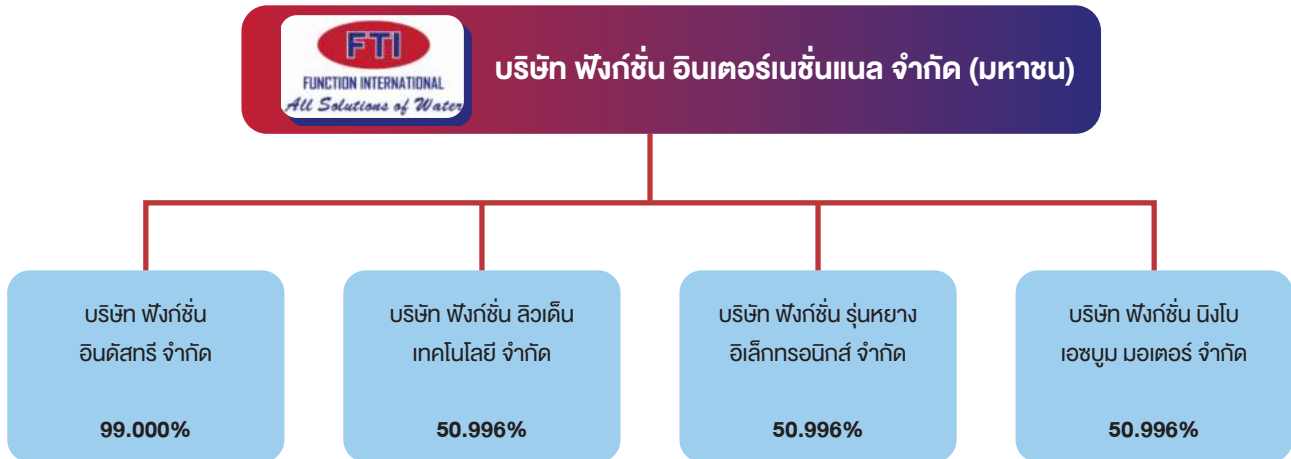 FTI
FUNCTION INTERNATIONAL
All Solutions of Water
บริษัท ฟังก์ชั่น อินเตอร์เนชั่นแนล จำกัด (มหาชน)
บริษัท ฟังก์ชั่น
อินดัสทรี จำกัด
99.000%
บริษัท ฟังก์ชั่น ลิวเด็น
เทคโนโลยี จำกัด
50.996%
บริษัท ฟังก์ชั่น รุ่นหยาง
อิเล็กทรอนิกส์ จำกัด
50.996%
บริษัท ฟังก์ชั่น นิงโบ
เอซบูม มอเตอร์ จำกัด
50.996%